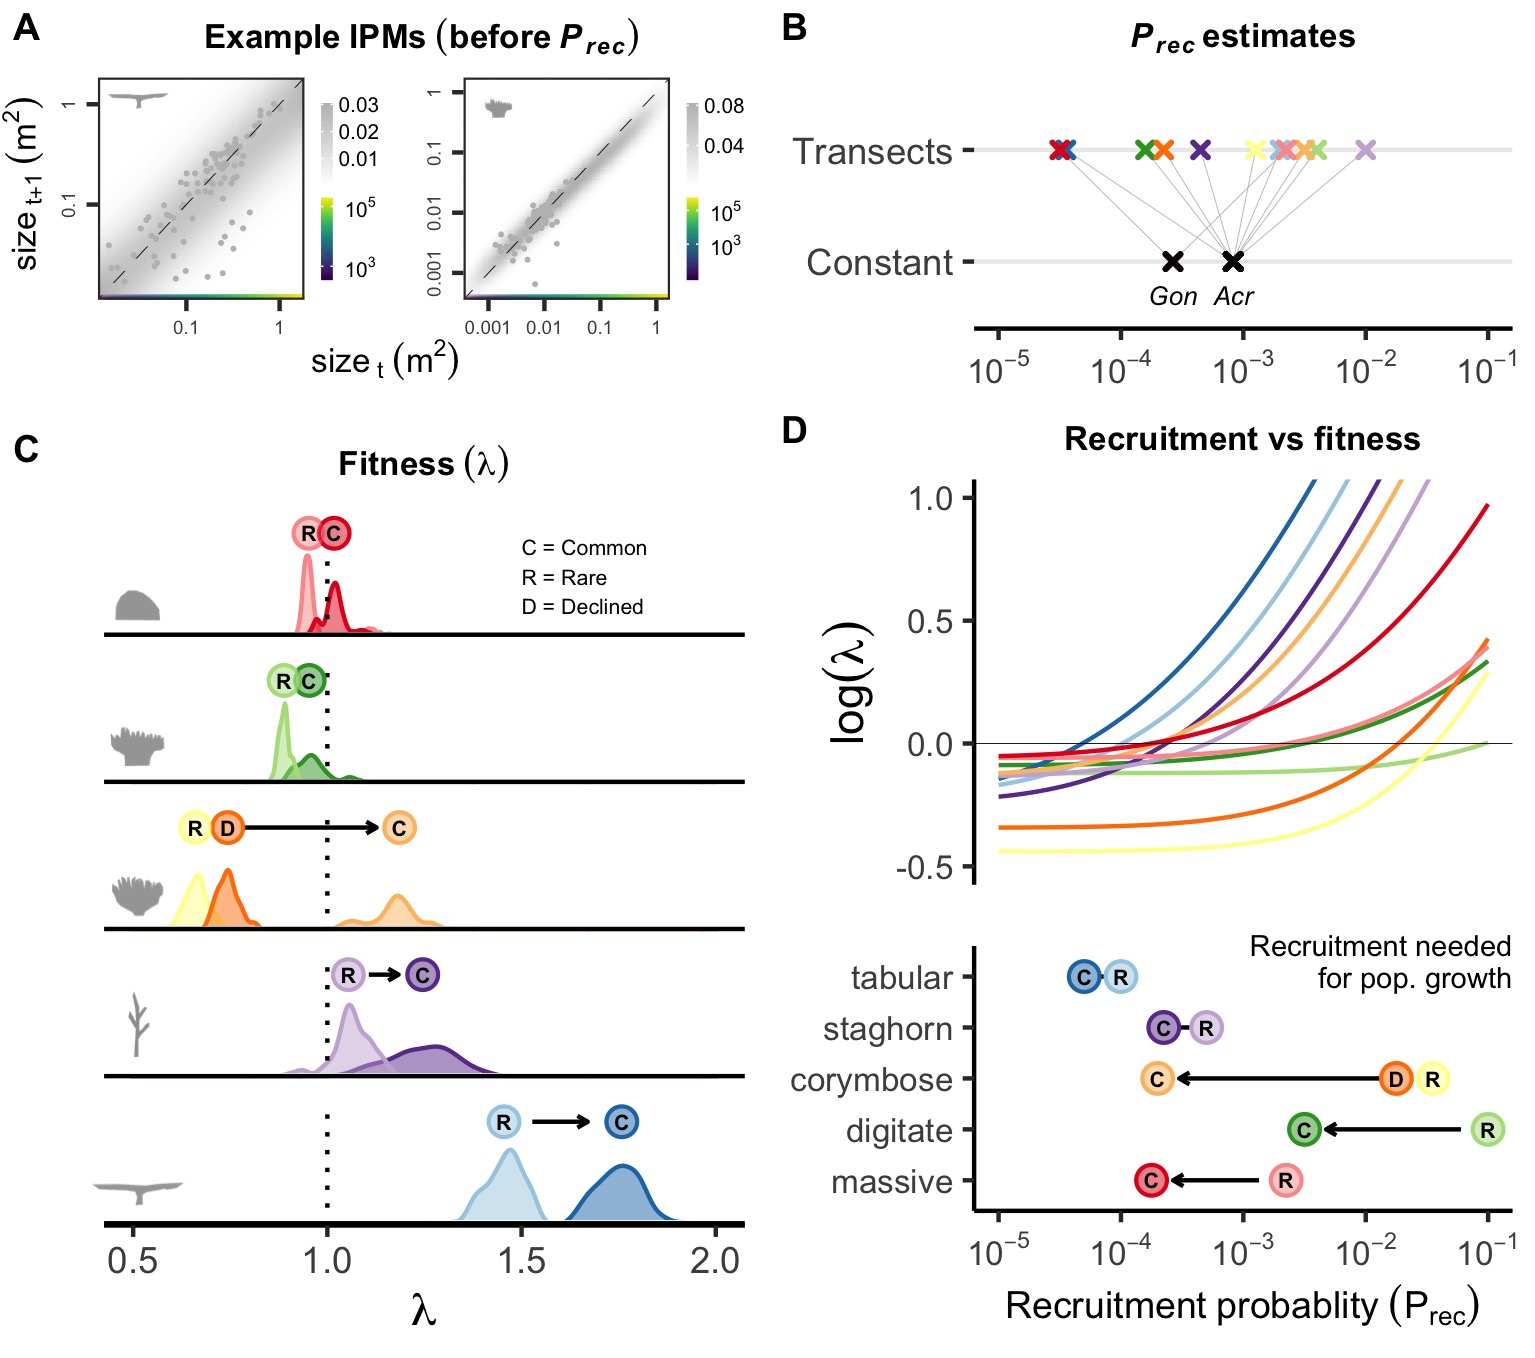 A
Example IPMs (before P rec)
size t+1 (m²)
1
0.1
0.1
1
0.03
0.02
0.01
10⁵
10³
1
0.1
0.01
0.001
0.001
0.01
0.1
1
0.08
0.04
10⁵
10³
size t (m²)
B
P rec estimates
Transects
Constant
Gon
Acr
10⁻⁵
10⁻⁴
10⁻³
10⁻²
10⁻¹
C
Fitness (λ)
R C
C = Common
R = Rare
D = Declined
R C
R D C
R C
R C
0.5
1.0
1.5
2.0
λ
D
Recruitment vs fitness
log(λ)
1.0
0.5
0.0
-0.5
Recruitment needed
for pop. growth
tabular C R
staghorn C R
corymbose C D R
digitate C R
massive C R
10⁻⁵
10⁻⁴
10⁻³
10⁻²
10⁻¹
Recruitment probablity (Prec)